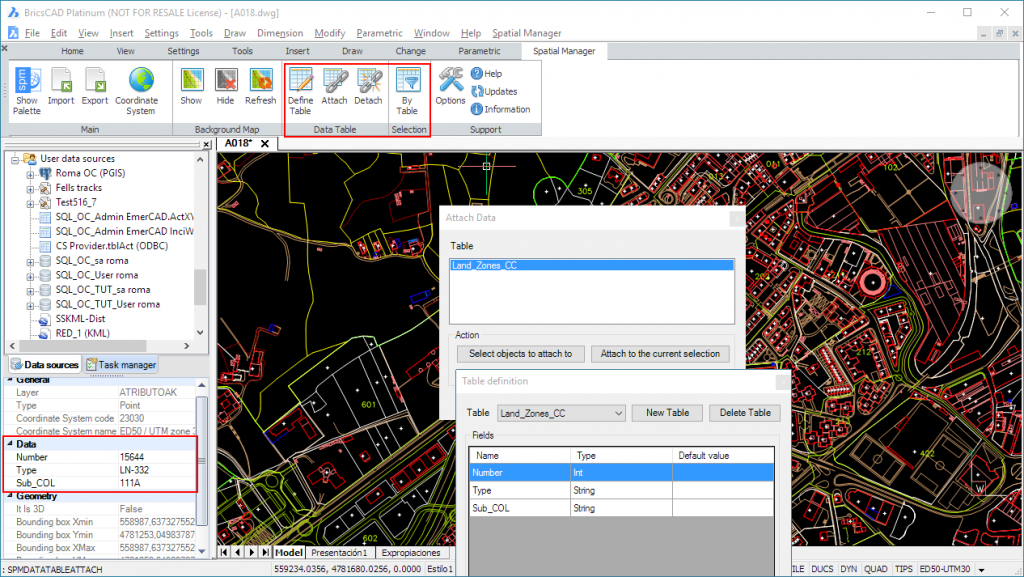 BricsCAD Platinum (NOT FOR RESALE License) - [A018.dwg]
File Edit View Insert Settings Tools Draw Dimension Modify Parametric Window Help Spatial Manager
Home View Settings Tools Insert Draw Change Parametric Spatial Manager
spm
Show Palette
Import
Export
Coordinate System
Show
Hide
Refresh
Define Table
Attach
Detach
By Table
Options
Help
Updates
Information
Main
Background Map
Data Table
Selection
Support
A018*
User data sources
Roma OC (PGIS)
Fells tracks
Test516_7
SQL_OC_Admin EmerCAD.ActXY
SQL_OC_Admin EmerCAD InciW
CS Provider.tblAct (ODBC)
SQL_OC_sa roma
SQL_OC_User roma
SQL_OC_TUT_sa roma
SQL_OC_TUT_User roma
SSKML-Dist
RED_1 (KML)
Data sources
Task manager
General
Layer ATRIBUTOAK
Type Point
Coordinate System code 23030
Coordinate System name ED50 / UTM zone 3
Data
Number 15644
Type LN-332
Sub_COL 111A
Geometry
It Is 3D False
Bounding box Xmin 558987,637327552
Bounding box Ymin 4781253,04983787
Bounding box XMax 558987,637327552
305
011
013
102
212
422
601
602
W
Attach Data
Table
Land_Zones_CC
Action
Select objects to attach to
Attach to the current selection
Table definition
Table Land_Zones_CC New Table Delete Table
Fields
Name Type Default value
Number Int
Type String
Sub_COL String
Model Presentación1 Expropiaciones
: SPMDATATABLEATTACH
559234.0356, 4781680.0256, 0.0000 Estilo1
ILE DUCS DYN QUAD TIPS ED50-UTM30